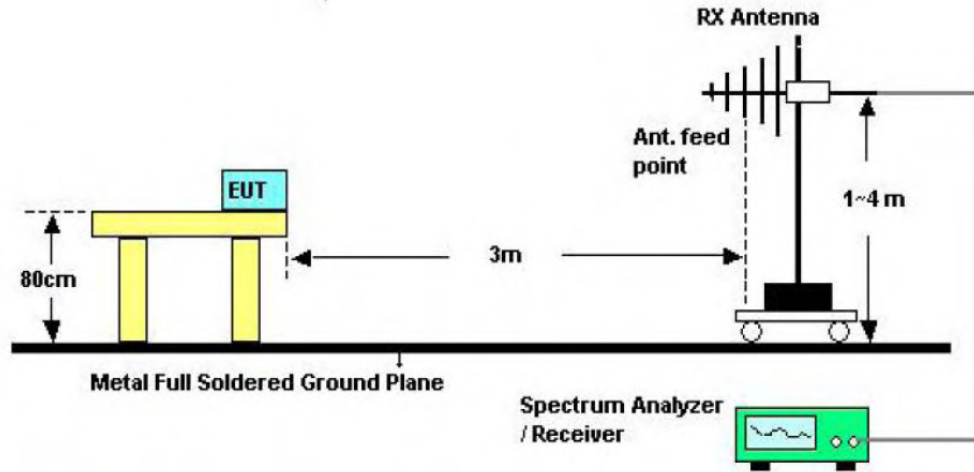 RX Antenna
Ant. feed
point
EUT
1~4 m
3m
80cm
Metal Full Soldered Ground Plane
Spectrum Analyzer
/ Receiver